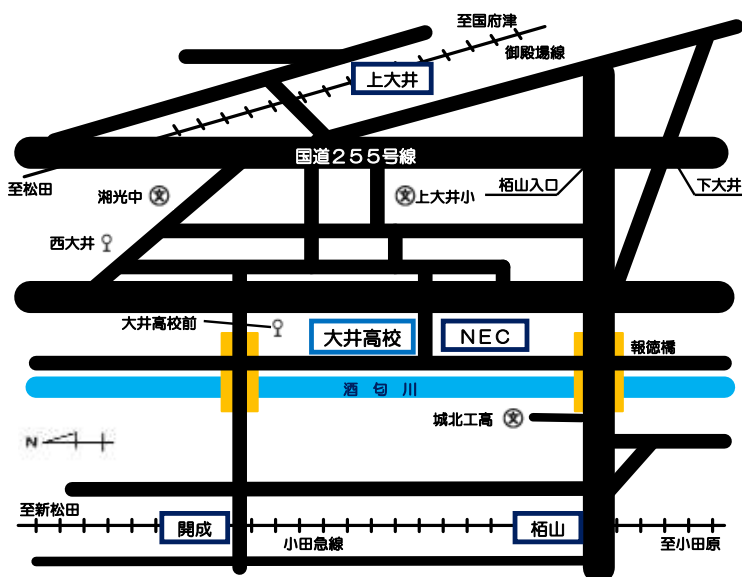 至国府津
御殿場線
上大井
国道255号線
至松田
湘光中
文
文
上大井小
栢山入口
下大井
西大井
大井高校前
大井高校
NEC
報徳橋
酒匂川
城北工高
文
N
至新松田
開成
小田急線
栢山
至小田原